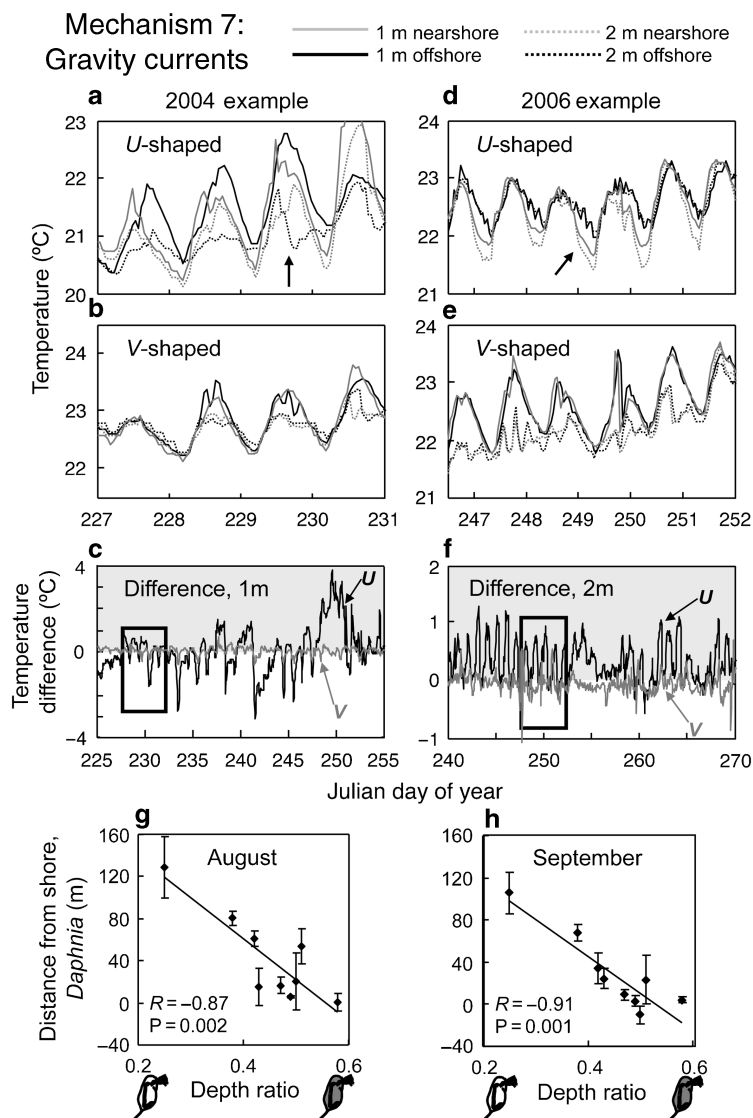 Mechanism 7:
Gravity currents
1 m nearshore
1 m offshore
2 m nearshore
2 m offshore
a
2004 example
d
2006 example
23
22
21
20
U-shaped
24
23
22
21
U-shaped
Temperature (ºC)
b
24
23
22
V-shaped
227 228 229 230 231
e
24
23
22
21
V-shaped
247 248 249 250 251 252
c
4
0
−4
Temperature
difference (ºC)
Difference, 1m
U
V
225 230 235 240 245 250 255
f
2
1
0
−1
Difference, 2m
U
V
240 250 260 270
Julian day of year
g
160
120
80
40
0
−40
Distance from shore,
Daphnia (m)
August
R = −0.87
P = 0.002
0.2 0.4 0.6
Depth ratio
h
160
120
80
40
0
−40
September
R = −0.91
P = 0.001
0.2 0.4 0.6
Depth ratio